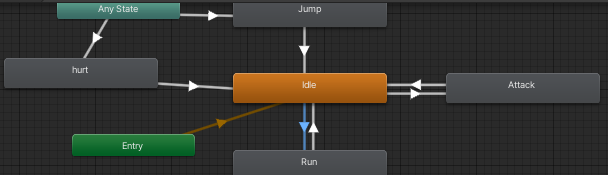 Any State
Jump
hurt
Idle
Attack
Entry
Run